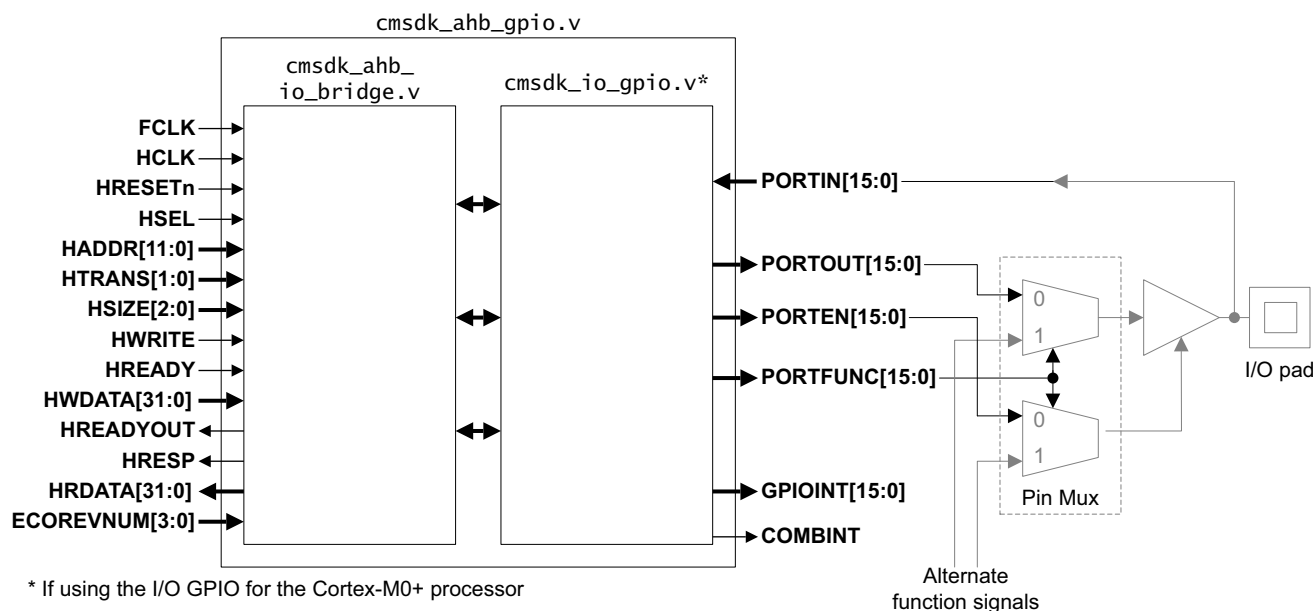 cmsdk_ahb_gpio.v
cmsdk_ahb_
io_bridge.v
cmsdk_io_gpio.v*
FCLK
HCLK
HRESETn
HSEL
HADDR[11:0]
HTRANS[1:0]
HSIZE[2:0]
HWRITE
HREADY
HWDATA[31:0]
HREADYOUT
HRESP
HRDATA[31:0]
ECOREVNUM[3:0]
PORTIN[15:0]
PORTOUT[15:0]
PORTEN[15:0]
PORTFUNC[15:0]
GPIOINT[15:0]
COMBINT
0
1
0
1
Pin Mux
I/O pad
Alternate
function signals
* If using the I/O GPIO for the Cortex-M0+ processor